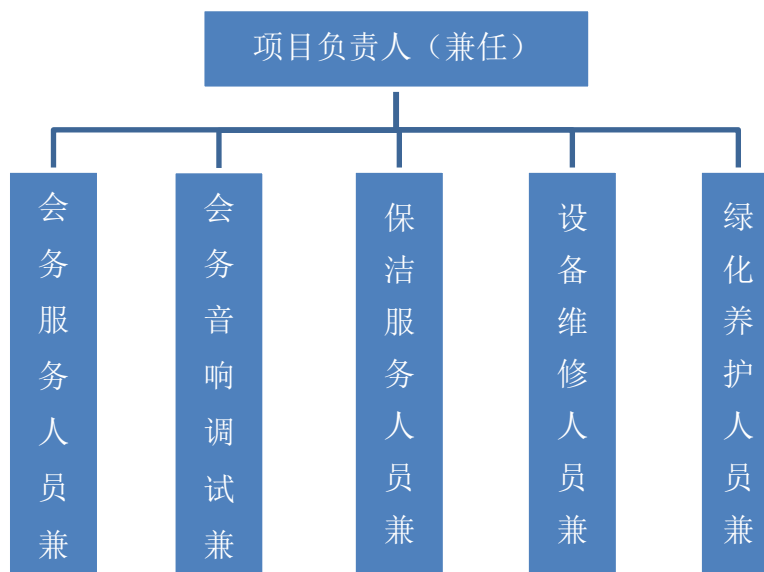 项目负责人（兼任）
会务服务人员兼
会务音响调试兼
保洁服务人员兼
设备维修人员兼
绿化养护人员兼